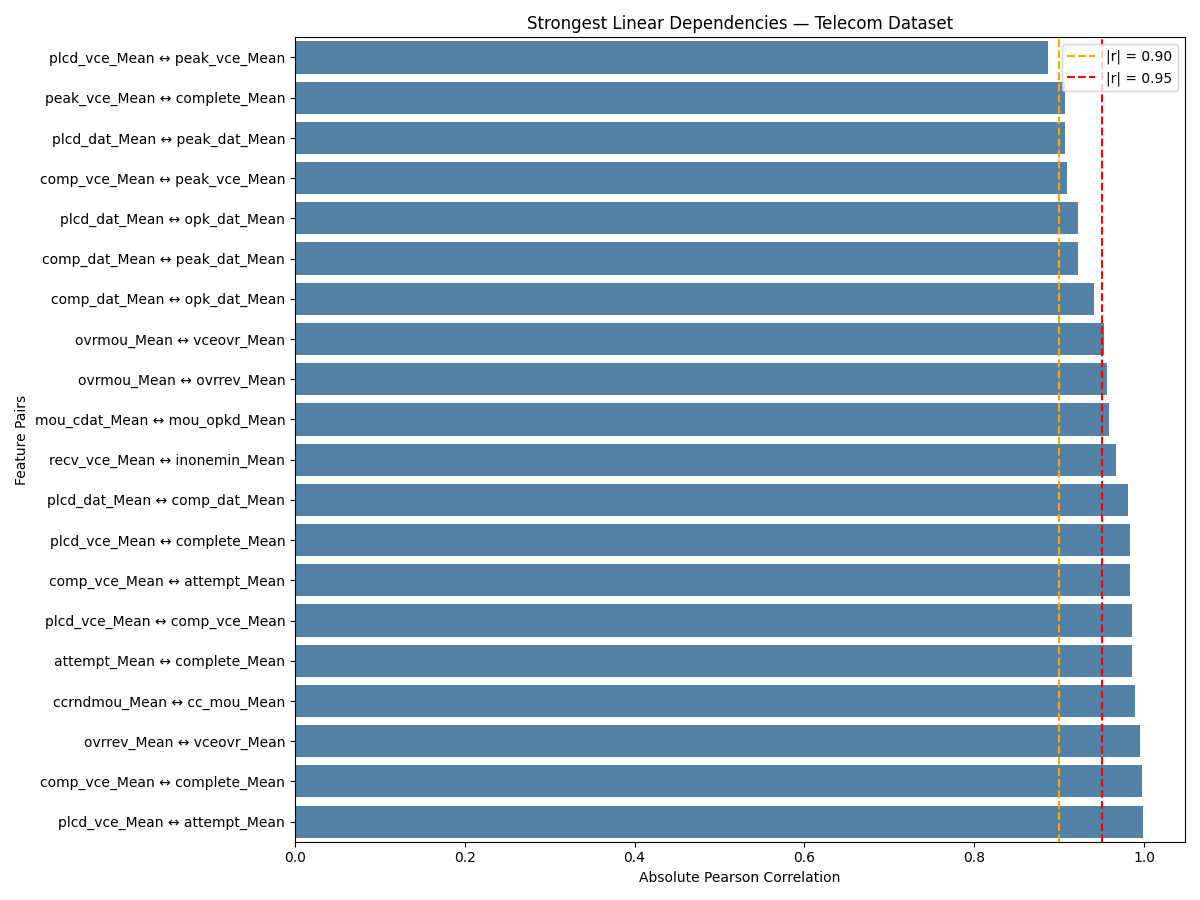 Strongest Linear Dependencies — Telecom Dataset
plcd_vce_Mean ↔ peak_vce_Mean
peak_vce_Mean ↔ complete_Mean
plcd_dat_Mean ↔ peak_dat_Mean
comp_vce_Mean ↔ peak_vce_Mean
plcd_dat_Mean ↔ opk_dat_Mean
comp_dat_Mean ↔ peak_dat_Mean
comp_dat_Mean ↔ opk_dat_Mean
ovrmou_Mean ↔ vceovr_Mean
ovrmou_Mean ↔ ovrrev_Mean
mou_cdat_Mean ↔ mou_opkd_Mean
recv_vce_Mean ↔ inonemin_Mean
plcd_dat_Mean ↔ comp_dat_Mean
plcd_vce_Mean ↔ complete_Mean
comp_vce_Mean ↔ attempt_Mean
plcd_vce_Mean ↔ comp_vce_Mean
attempt_Mean ↔ complete_Mean
ccrndmou_Mean ↔ cc_mou_Mean
ovrrev_Mean ↔ vceovr_Mean
comp_vce_Mean ↔ complete_Mean
plcd_vce_Mean ↔ attempt_Mean
Feature Pairs
|r| = 0.90
|r| = 0.95
0.0 0.2 0.4 0.6 0.8 1.0
Absolute Pearson Correlation